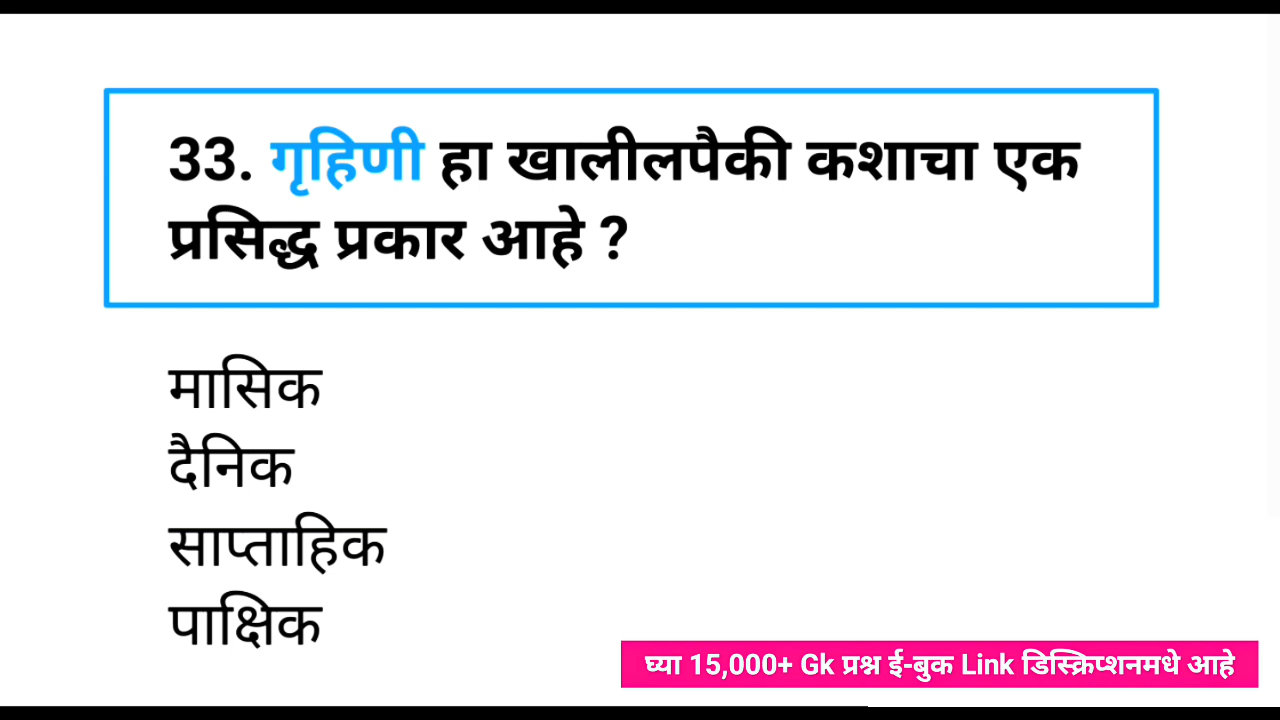 33. गृहिणी हा खालीलपैकी कशाचा एक
प्रसिद्ध प्रकार आहे ?
मासिक
दैनिक
साप्ताहिक
पाक्षिक
घ्या 15,000+ Gk प्रश्न ई-बुक Link डिस्क्रिप्शनमधे आहे